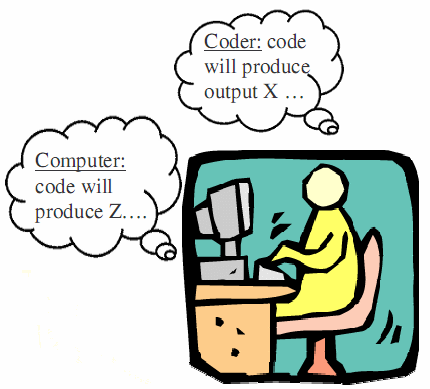 Coder: code
will produce
output X ...
Computer:
code will
produce Z....